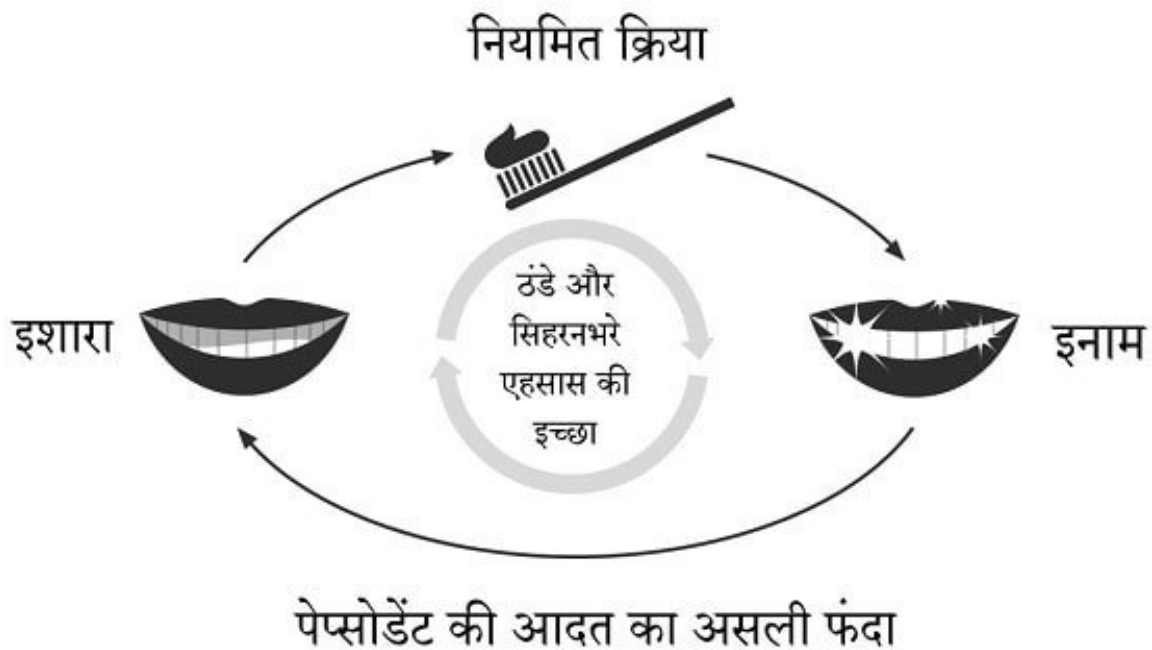 नियमित क्रिया
इशारा
ठंडे और
सिहरनभरे
एहसास की
इच्छा
इनाम
पेप्सोडेंट की आदत का असली फंदा